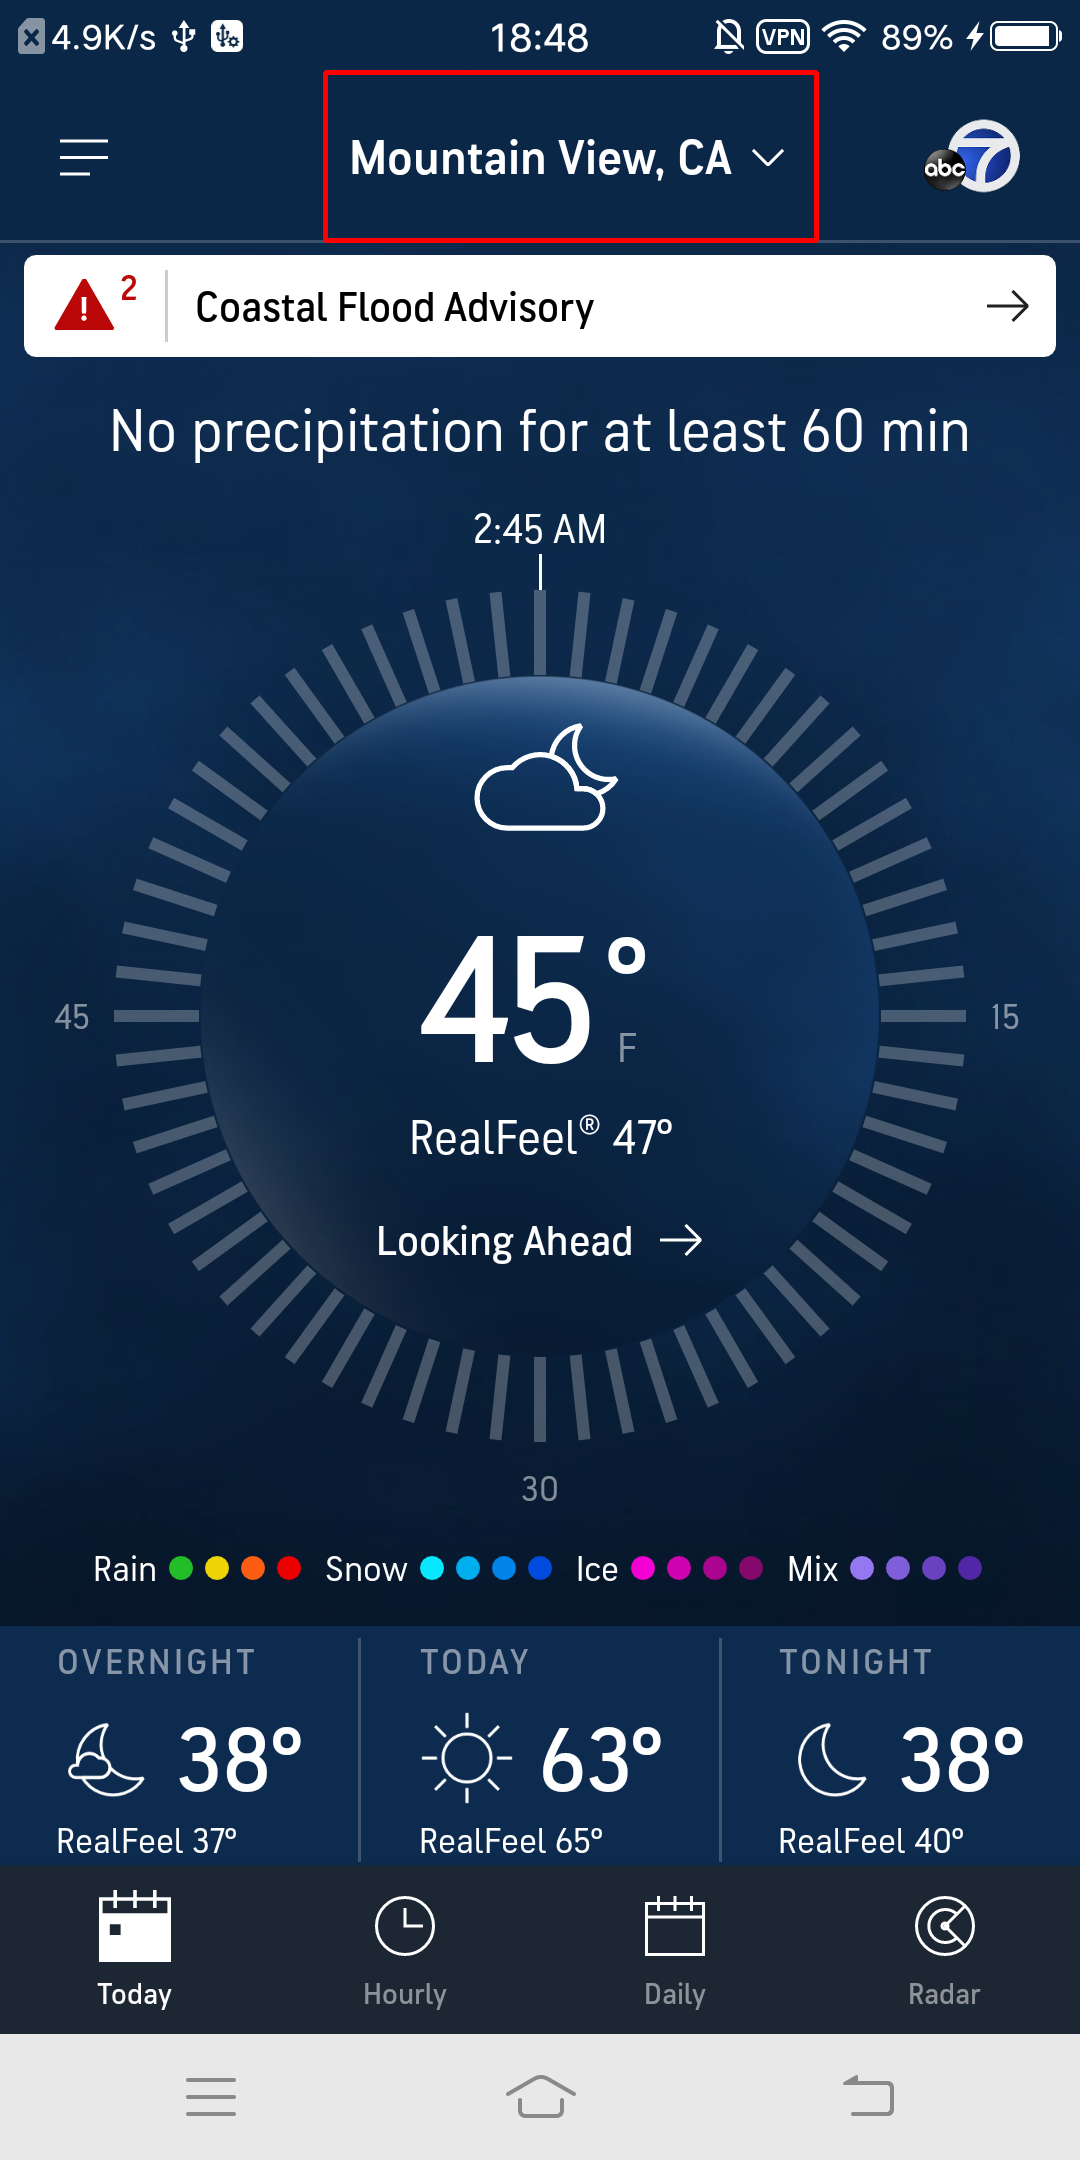 4.9K/s 18:48 VPN 89%
Mountain View, CA
abc 7
2 Coastal Flood Advisory
No precipitation for at least 60 min
2:45 AM
45°
F
45 15
RealFeel® 47°
Looking Ahead
30
Rain Snow Ice Mix
OVERNIGHT TODAY TONIGHT
38° 63° 38°
RealFeel 37° RealFeel 65° RealFeel 40°
Today Hourly Daily Radar